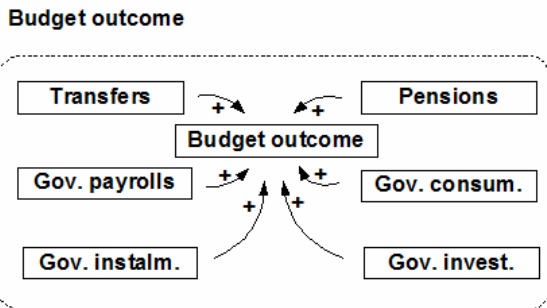 Budget outcome
Transfers
+
+
Pensions
Budget outcome
Gov. payrolls
+
+
Gov. consum.
+
+
Gov. instalm.
Gov. invest.